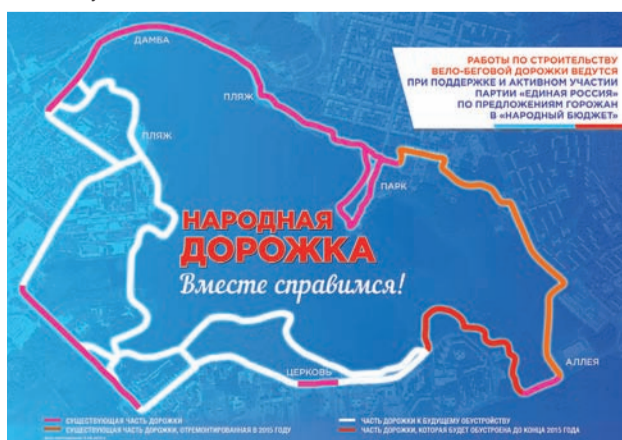 ДАМБА
РАБОТЫ ПО СТРОИТЕЛЬСТВУ
ВЕЛО-БЕГОВОЙ ДОРОЖКИ ВЕДУТСЯ
ПРИ ПОДДЕРЖКЕ И АКТИВНОМ УЧАСТИИ
ПАРТИИ «ЕДИНАЯ РОССИЯ»
ПО ПРЕДЛОЖЕНИЯМ ГОРОЖАН
В «НАРОДНЫЙ БЮДЖЕТ»
ПЛЯЖ
ПЛЯЖ
ПАРК
НАРОДНАЯ
ДОРОЖКА
Вместе справимся!
ЦЕРКОВЬ
АЛЛЕЯ
СУЩЕСТВУЮЩАЯ ЧАСТЬ ДОРОЖКИ
СУЩЕСТВУЮЩАЯ ЧАСТЬ ДОРОЖКИ, ОТРЕМОНТИРОВАННАЯ В 2015 ГОДУ
ЧАСТЬ ДОРОЖКИ К БУДУЩЕМУ ОБУСТРОЙСТВУ
ЧАСТЬ ДОРОЖКИ, КОТОРАЯ БУДЕТ ОБУСТРОЕНА ДО КОНЦА 2015 ГОДА